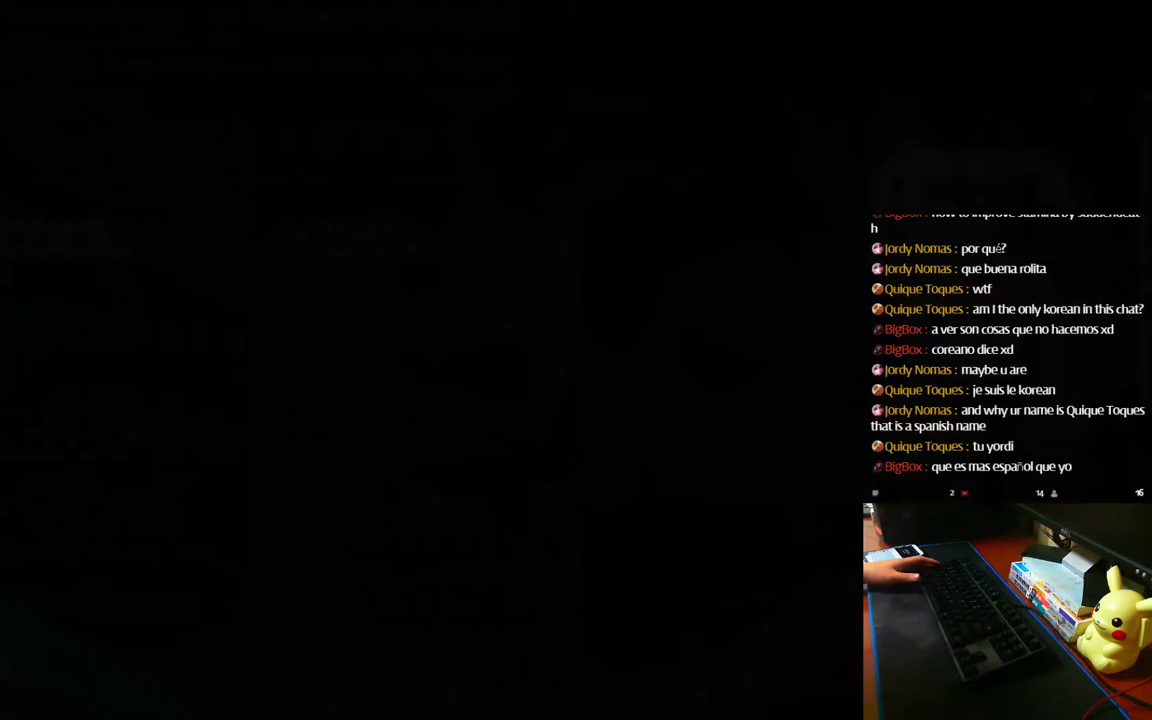 h
Jordy Nomas : por qué?
Jordy Nomas : que buena rolita
Quique Toques : wtf
Quique Toques : am I the only korean in this chat?
BigBox : a ver son cosas que no hacemos xd
BigBox : coreano dice xd
Jordy Nomas : maybe u are
Quique Toques : je suis le korean
Jordy Nomas : and why ur name is Quique Toques
that is a spanish name
Quique Toques : tu yordi
BigBox : que es mas español que yo
2 14 16